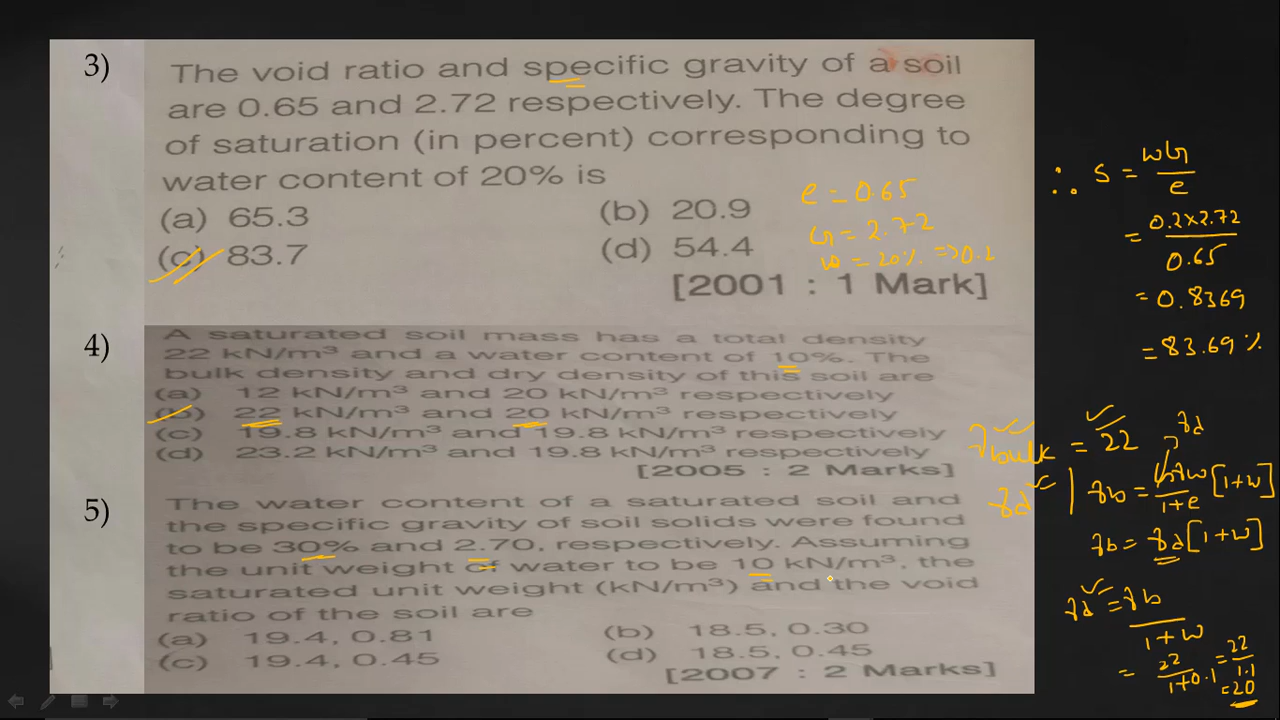 3)
The void ratio and specific gravity of a soil
are 0.65 and 2.72 respectively. The degree
of saturation (in percent) corresponding to
water content of 20% is
(a) 65.3
(b) 20.9
(c) 83.7
(d) 54.4
[2001 : 1 Mark]
e = 0.65
G = 2.72
w = 20% => 0.2
∴ S = wG/e
= 0.2x2.72/0.65
= 0.8369
= 83.69 %
4)
A saturated soil mass has a total density
22 kN/m³ and a water content of 10%. The
bulk density and dry density of this soil are
(a) 12 kN/m³ and 20 kN/m³ respectively
(b) 22 kN/m³ and 20 kN/m³ respectively
(c) 19.8 kN/m³ and 19.8 kN/m³ respectively
(d) 23.2 kN/m³ and 19.8 kN/m³ respectively
[2005 : 2 Marks]
γbulk = 22
γd
γd | γb = Gγw/1+e [1+w]
γb = γd [1+w]
γd = γb/1+w
= 22/1+0.1 = 22/1.1
= 20
5)
The water content of a saturated soil and
the specific gravity of soil solids were found
to be 30% and 2.70, respectively. Assuming
the unit weight of water to be 10 kN/m³, the
saturated unit weight (kN/m³) and the void
ratio of the soil are
(a) 19.4, 0.81
(b) 18.5, 0.30
(c) 19.4, 0.45
(d) 18.5, 0.45
[2007 : 2 Marks]